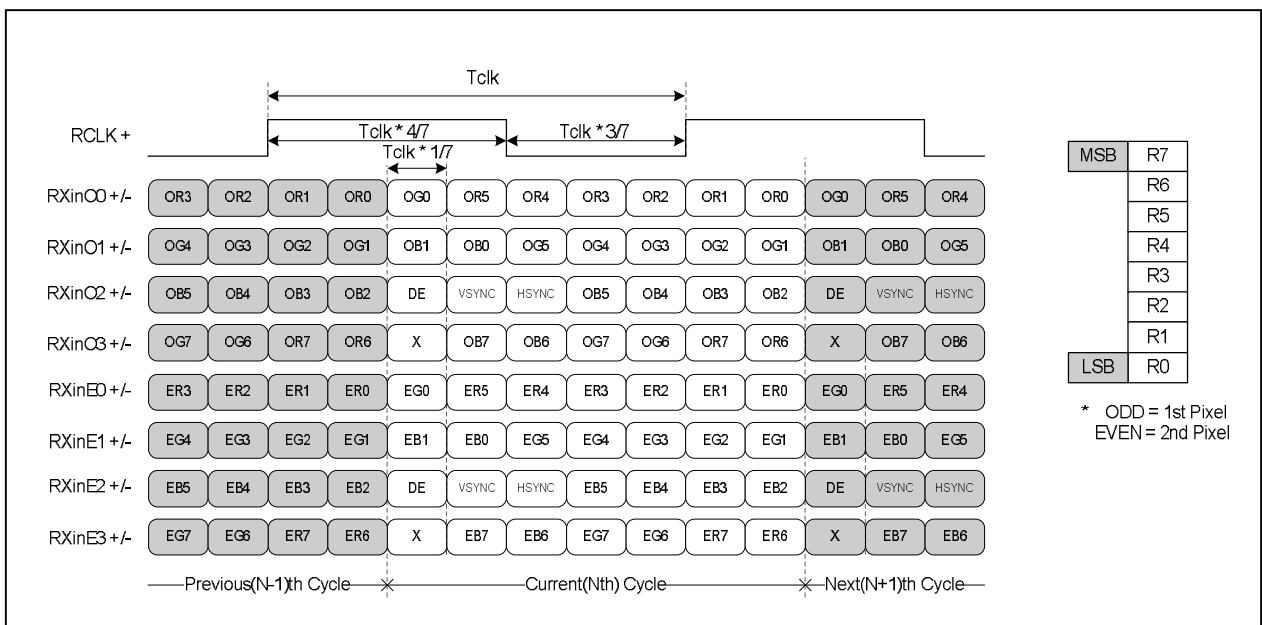 Tclk
RCLK +
Tclk * 4/7
Tclk * 3/7
Tclk * 1/7
RXinO0 +/- OR3 OR2 OR1 OR0 OG0 OR5 OR4 OR3 OR2 OR1 OR0 OG0 OR5 OR4
RXinO1 +/- OG4 OG3 OG2 OG1 OB1 OB0 OG5 OG4 OG3 OG2 OG1 OB1 OB0 OG5
RXinO2 +/- OB5 OB4 OB3 OB2 DE VSYNC HSYNC OB5 OB4 OB3 OB2 DE VSYNC HSYNC
RXinO3 +/- OG7 OG6 OR7 OR6 X OB7 OB6 OG7 OG6 OR7 OR6 X OB7 OB6
RXinE0 +/- ER3 ER2 ER1 ER0 EG0 ER5 ER4 ER3 ER2 ER1 ER0 EG0 ER5 ER4
RXinE1 +/- EG4 EG3 EG2 EG1 EB1 EB0 EG5 EG4 EG3 EG2 EG1 EB1 EB0 EG5
RXinE2 +/- EB5 EB4 EB3 EB2 DE VSYNC HSYNC EB5 EB4 EB3 EB2 DE VSYNC HSYNC
RXinE3 +/- EG7 EG6 ER7 ER6 X EB7 EB6 EG7 EG6 ER7 ER6 X EB7 EB6
Previous(N-1)th Cycle Current(Nth) Cycle Next(N+1)th Cycle
MSB R7
R6
R5
R4
R3
R2
R1
LSB R0
* ODD = 1st Pixel
EVEN = 2nd Pixel